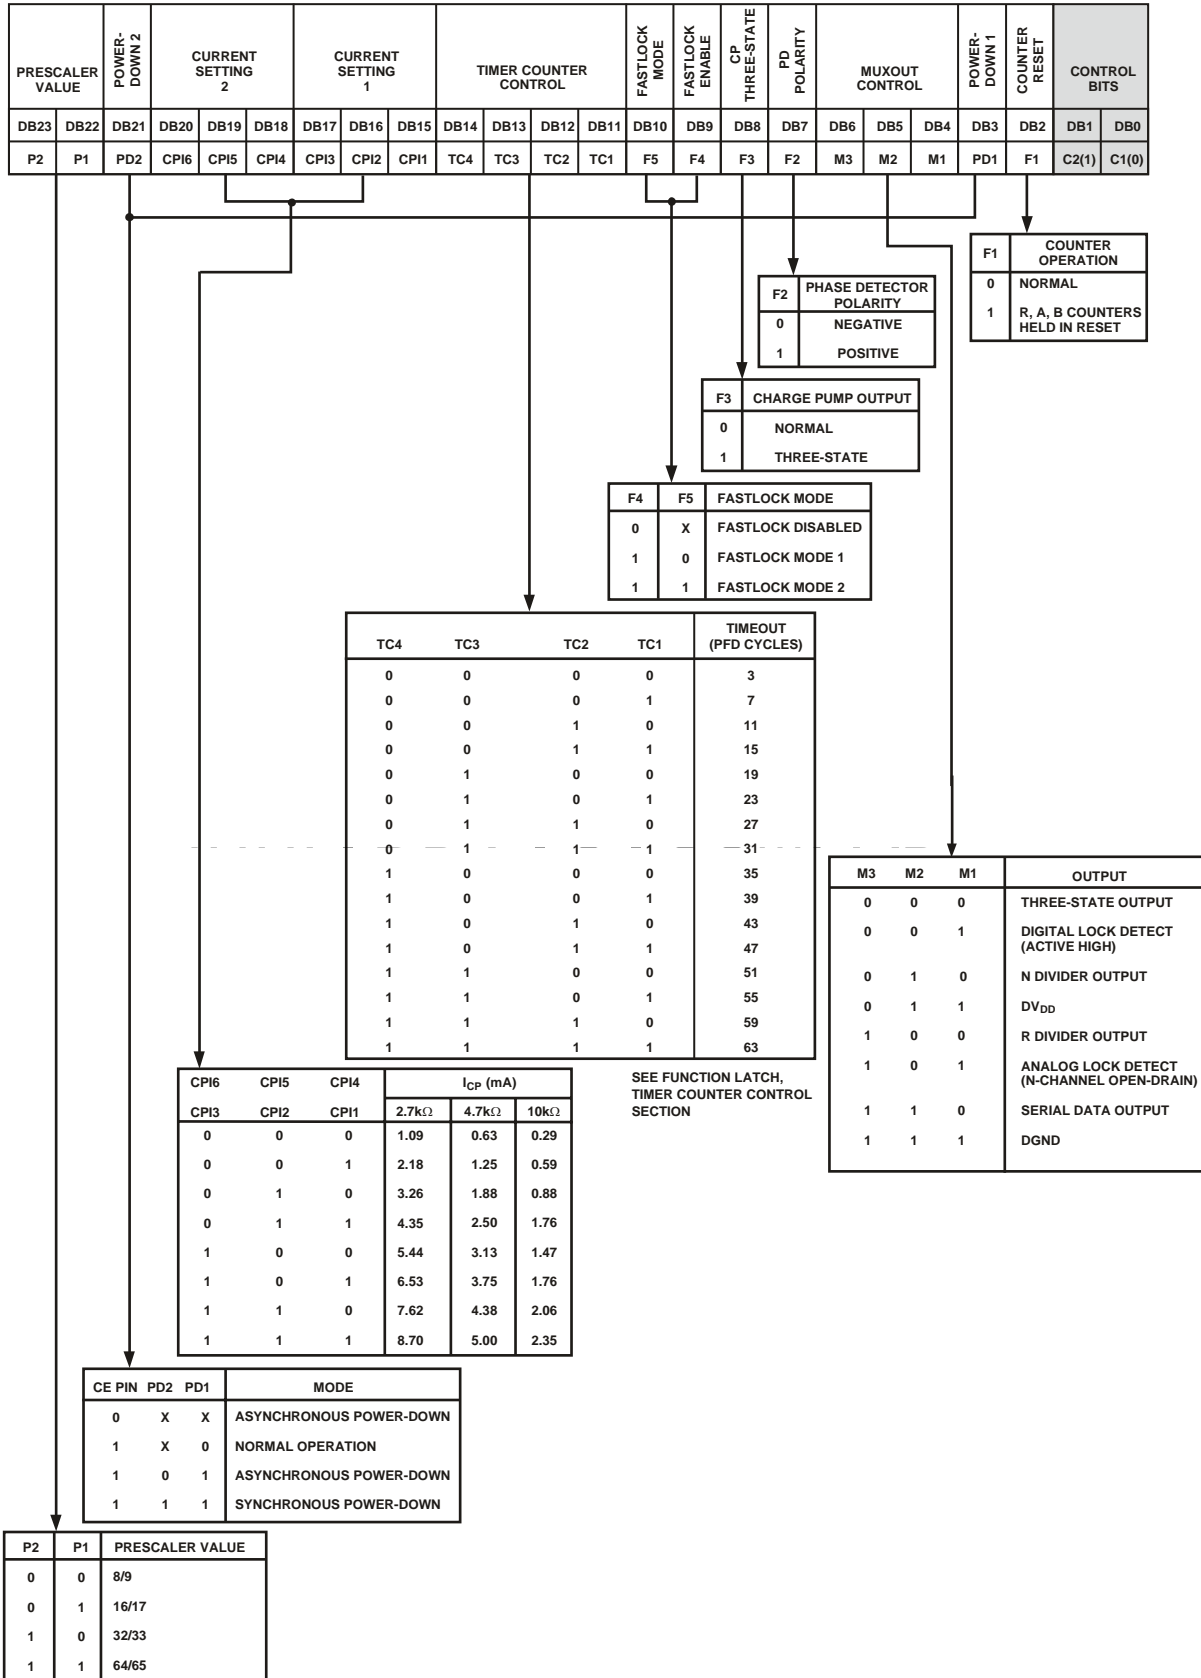 PRESCALER
VALUE
POWER-
DOWN 2
CURRENT
SETTING
2
CURRENT
SETTING
1
TIMER COUNTER
CONTROL
FASTLOCK
MODE
FASTLOCK
ENABLE
CP
THREE-STATE
PD
POLARITY
MUXOUT
CONTROL
POWER-
DOWN 1
COUNTER
RESET
CONTROL
BITS
DB23 DB22 DB21 DB20 DB19 DB18 DB17 DB16 DB15 DB14 DB13 DB12 DB11 DB10 DB9 DB8 DB7 DB6 DB5 DB4 DB3 DB2 DB1 DB0
P2 P1 PD2 CPI6 CPI5 CPI4 CPI3 CPI2 CPI1 TC4 TC3 TC2 TC1 F5 F4 F3 F2 M3 M2 M1 PD1 F1 C2(1) C1(0)
F1 COUNTER
OPERATION
0 NORMAL
1 R, A, B COUNTERS
HELD IN RESET
F2 PHASE DETECTOR
POLARITY
0 NEGATIVE
1 POSITIVE
F3 CHARGE PUMP OUTPUT
0 NORMAL
1 THREE-STATE
F4 F5 FASTLOCK MODE
0 X FASTLOCK DISABLED
1 0 FASTLOCK MODE 1
1 1 FASTLOCK MODE 2
TC4 TC3 TC2 TC1 TIMEOUT
(PFD CYCLES)
0 0 0 0 3
0 0 0 1 7
0 0 1 0 11
0 0 1 1 15
0 1 0 0 19
0 1 0 1 23
0 1 1 0 27
0 1 1 1 31
1 0 0 0 35
1 0 0 1 39
1 0 1 0 43
1 0 1 1 47
1 1 0 0 51
1 1 0 1 55
1 1 1 0 59
1 1 1 1 63
SEE FUNCTION LATCH,
TIMER COUNTER CONTROL
SECTION
M3 M2 M1 OUTPUT
0 0 0 THREE-STATE OUTPUT
0 0 1 DIGITAL LOCK DETECT
(ACTIVE HIGH)
0 1 0 N DIVIDER OUTPUT
0 1 1 DVDD
1 0 0 R DIVIDER OUTPUT
1 0 1 ANALOG LOCK DETECT
(N-CHANNEL OPEN-DRAIN)
1 1 0 SERIAL DATA OUTPUT
1 1 1 DGND
CPI6 CPI5 CPI4 ICP (mA)
CPI3 CPI2 CPI1 2.7kΩ 4.7kΩ 10kΩ
0 0 0 1.09 0.63 0.29
0 0 1 2.18 1.25 0.59
0 1 0 3.26 1.88 0.88
0 1 1 4.35 2.50 1.76
1 0 0 5.44 3.13 1.47
1 0 1 6.53 3.75 1.76
1 1 0 7.62 4.38 2.06
1 1 1 8.70 5.00 2.35
CE PIN PD2 PD1 MODE
0 X X ASYNCHRONOUS POWER-DOWN
1 X 0 NORMAL OPERATION
1 0 1 ASYNCHRONOUS POWER-DOWN
1 1 1 SYNCHRONOUS POWER-DOWN
P2 P1 PRESCALER VALUE
0 0 8/9
0 1 16/17
1 0 32/33
1 1 64/65